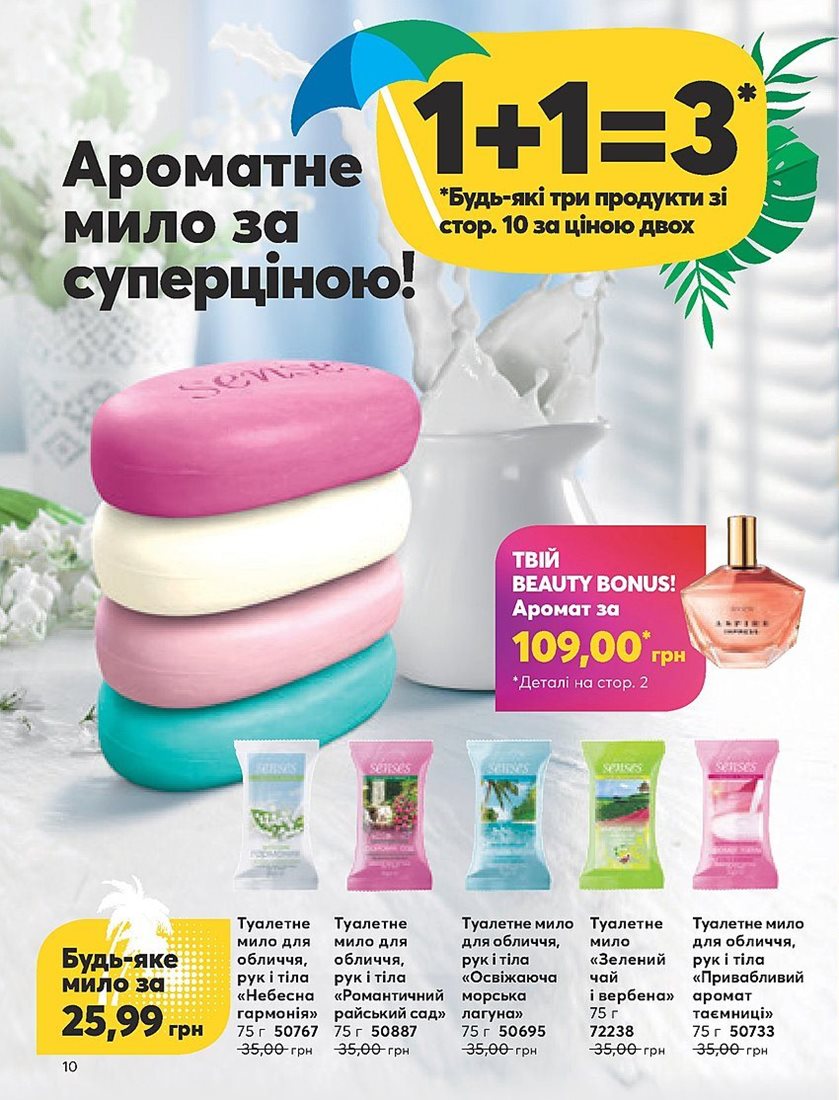 1+1=3*
*Будь-які три продукти зі
стор. 10 за ціною двох
Ароматне
мило за
суперціною!
senses
ТВІЙ
BEAUTY BONUS!
Аромат за
109,00* грн
*Деталі на стор. 2
ASPIRE
senses
senses
senses
senses
senses
Туалетне
мило для
обличчя,
рук і тіла
«Небесна
гармонія»
75 г 50767
35,00 грн
Туалетне
мило для
обличчя,
рук і тіла
«Романтичний
райський сад»
75 г 50887
35,00 грн
Туалетне мило
для обличчя,
рук і тіла
«Освіжаюча
морська
лагуна»
75 г 50695
35,00 грн
Туалетне
мило
«Зелений
чай
і вербена»
75 г
72238
35,00 грн
Туалетне мило
для обличчя,
рук і тіла
«Привабливий
аромат
таємниці»
75 г 50733
35,00 грн
Будь-яке
мило за
25,99 грн
10